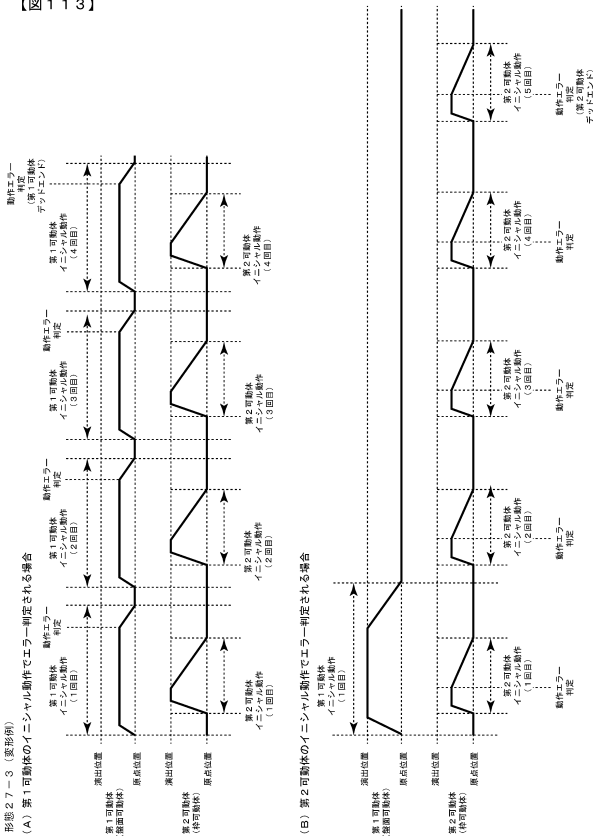 【図１１３】
形態２７－３（変形例）
（Ａ）第１可動体のイニシャル動作でエラー判定される場合
第１可動体
（盤面可動体）
演出位置
原点位置
第２可動体
（枠可動体）
演出位置
原点位置
第１可動体
イニシャル動作
（１回目）
動作エラー
判定
第１可動体
イニシャル動作
（２回目）
動作エラー
判定
第１可動体
イニシャル動作
（３回目）
動作エラー
判定
第１可動体
イニシャル動作
（４回目）
動作エラー
判定
（第１可動体
デッドエンド）
第２可動体
イニシャル動作
（１回目）
第２可動体
イニシャル動作
（２回目）
第２可動体
イニシャル動作
（３回目）
第２可動体
イニシャル動作
（４回目）
（Ｂ）第２可動体のイニシャル動作でエラー判定される場合
第１可動体
（盤面可動体）
演出位置
原点位置
第２可動体
（枠可動体）
演出位置
原点位置
第１可動体
イニシャル動作
（１回目）
第２可動体
イニシャル動作
（１回目）
動作エラー
判定
第２可動体
イニシャル動作
（２回目）
動作エラー
判定
第２可動体
イニシャル動作
（３回目）
動作エラー
判定
第２可動体
イニシャル動作
（４回目）
動作エラー
判定
第２可動体
イニシャル動作
（５回目）
動作エラー
判定
（第２可動体
デッドエンド）